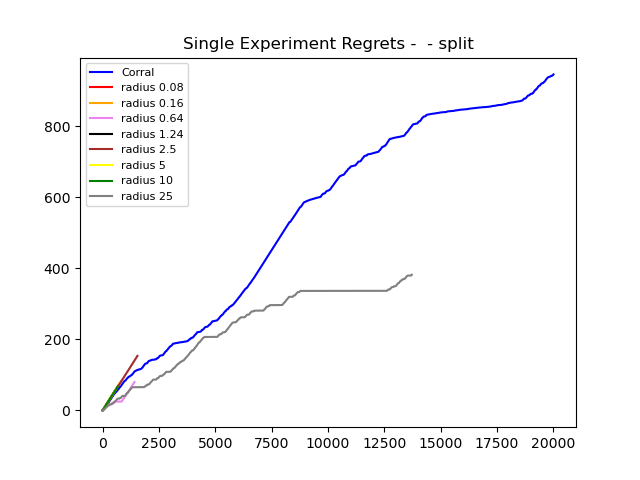 Single Experiment Regrets -  - split
Corral
radius 0.08
radius 0.16
radius 0.64
radius 1.24
radius 2.5
radius 5
radius 10
radius 25
800
600
400
200
0
0 2500 5000 7500 10000 12500 15000 17500 20000